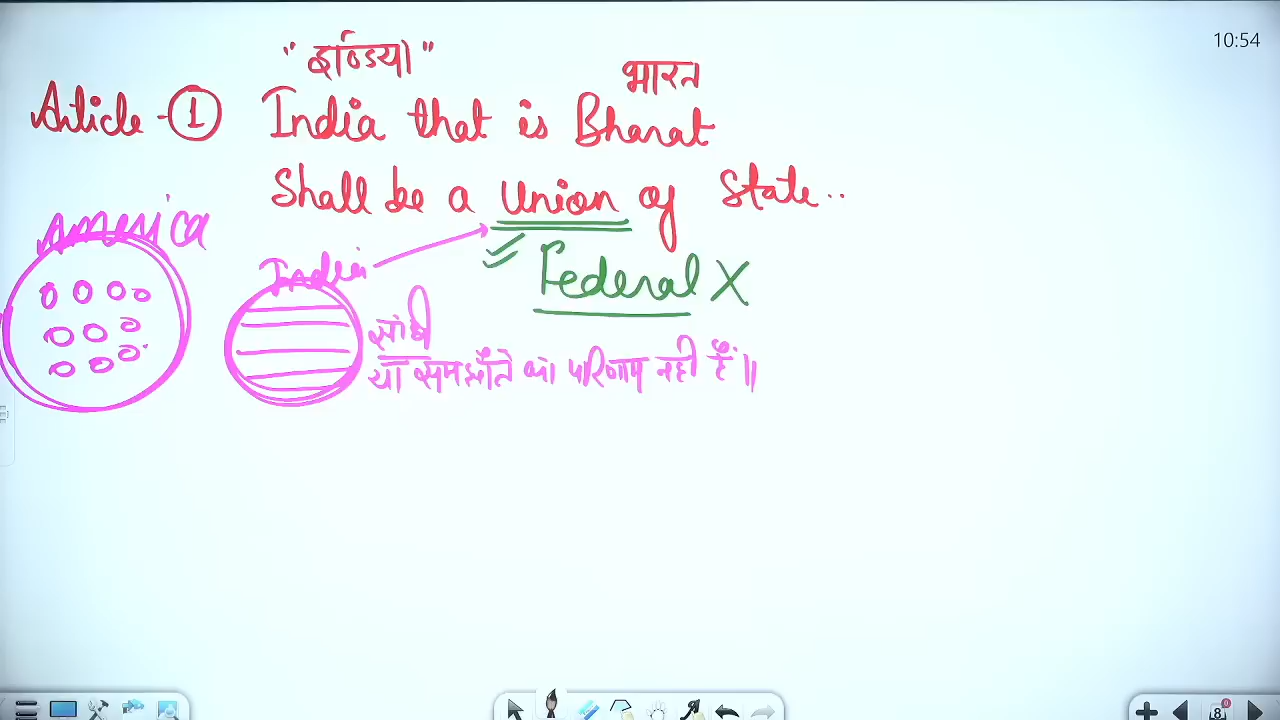 10:54
"इण्डिया" भारत
Article - 1 India that is Bharat
Shall be a Union of State..
America
India
Federal X
संधी
या समझौते का परिणाम नहीं है॥
8